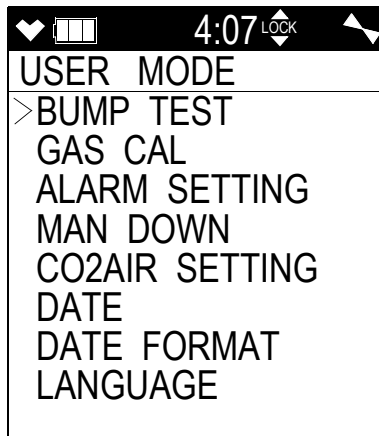 4:07 LOCK
USER MODE
>BUMP TEST
GAS CAL
ALARM SETTING
MAN DOWN
CO2AIR SETTING
DATE
DATE FORMAT
LANGUAGE